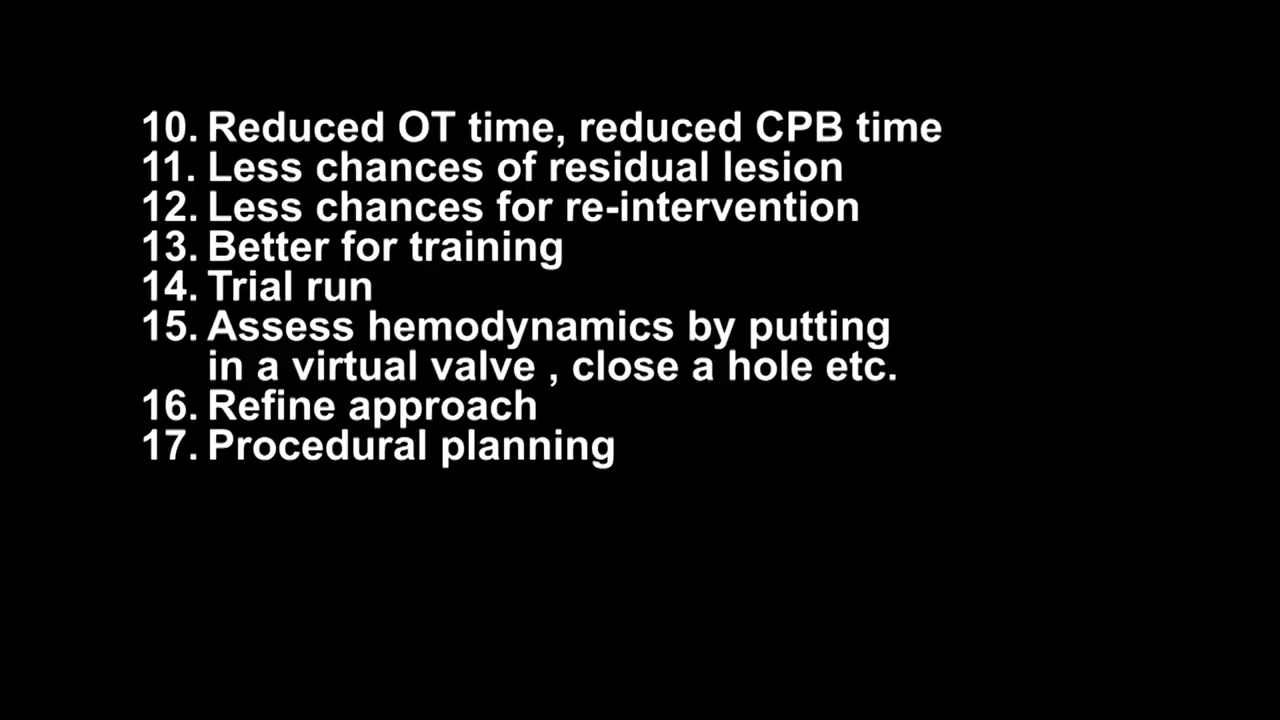 10. Reduced OT time, reduced CPB time
11. Less chances of residual lesion
12. Less chances for re-intervention
13. Better for training
14. Trial run
15. Assess hemodynamics by putting
in a virtual valve , close a hole etc.
16. Refine approach
17. Procedural planning